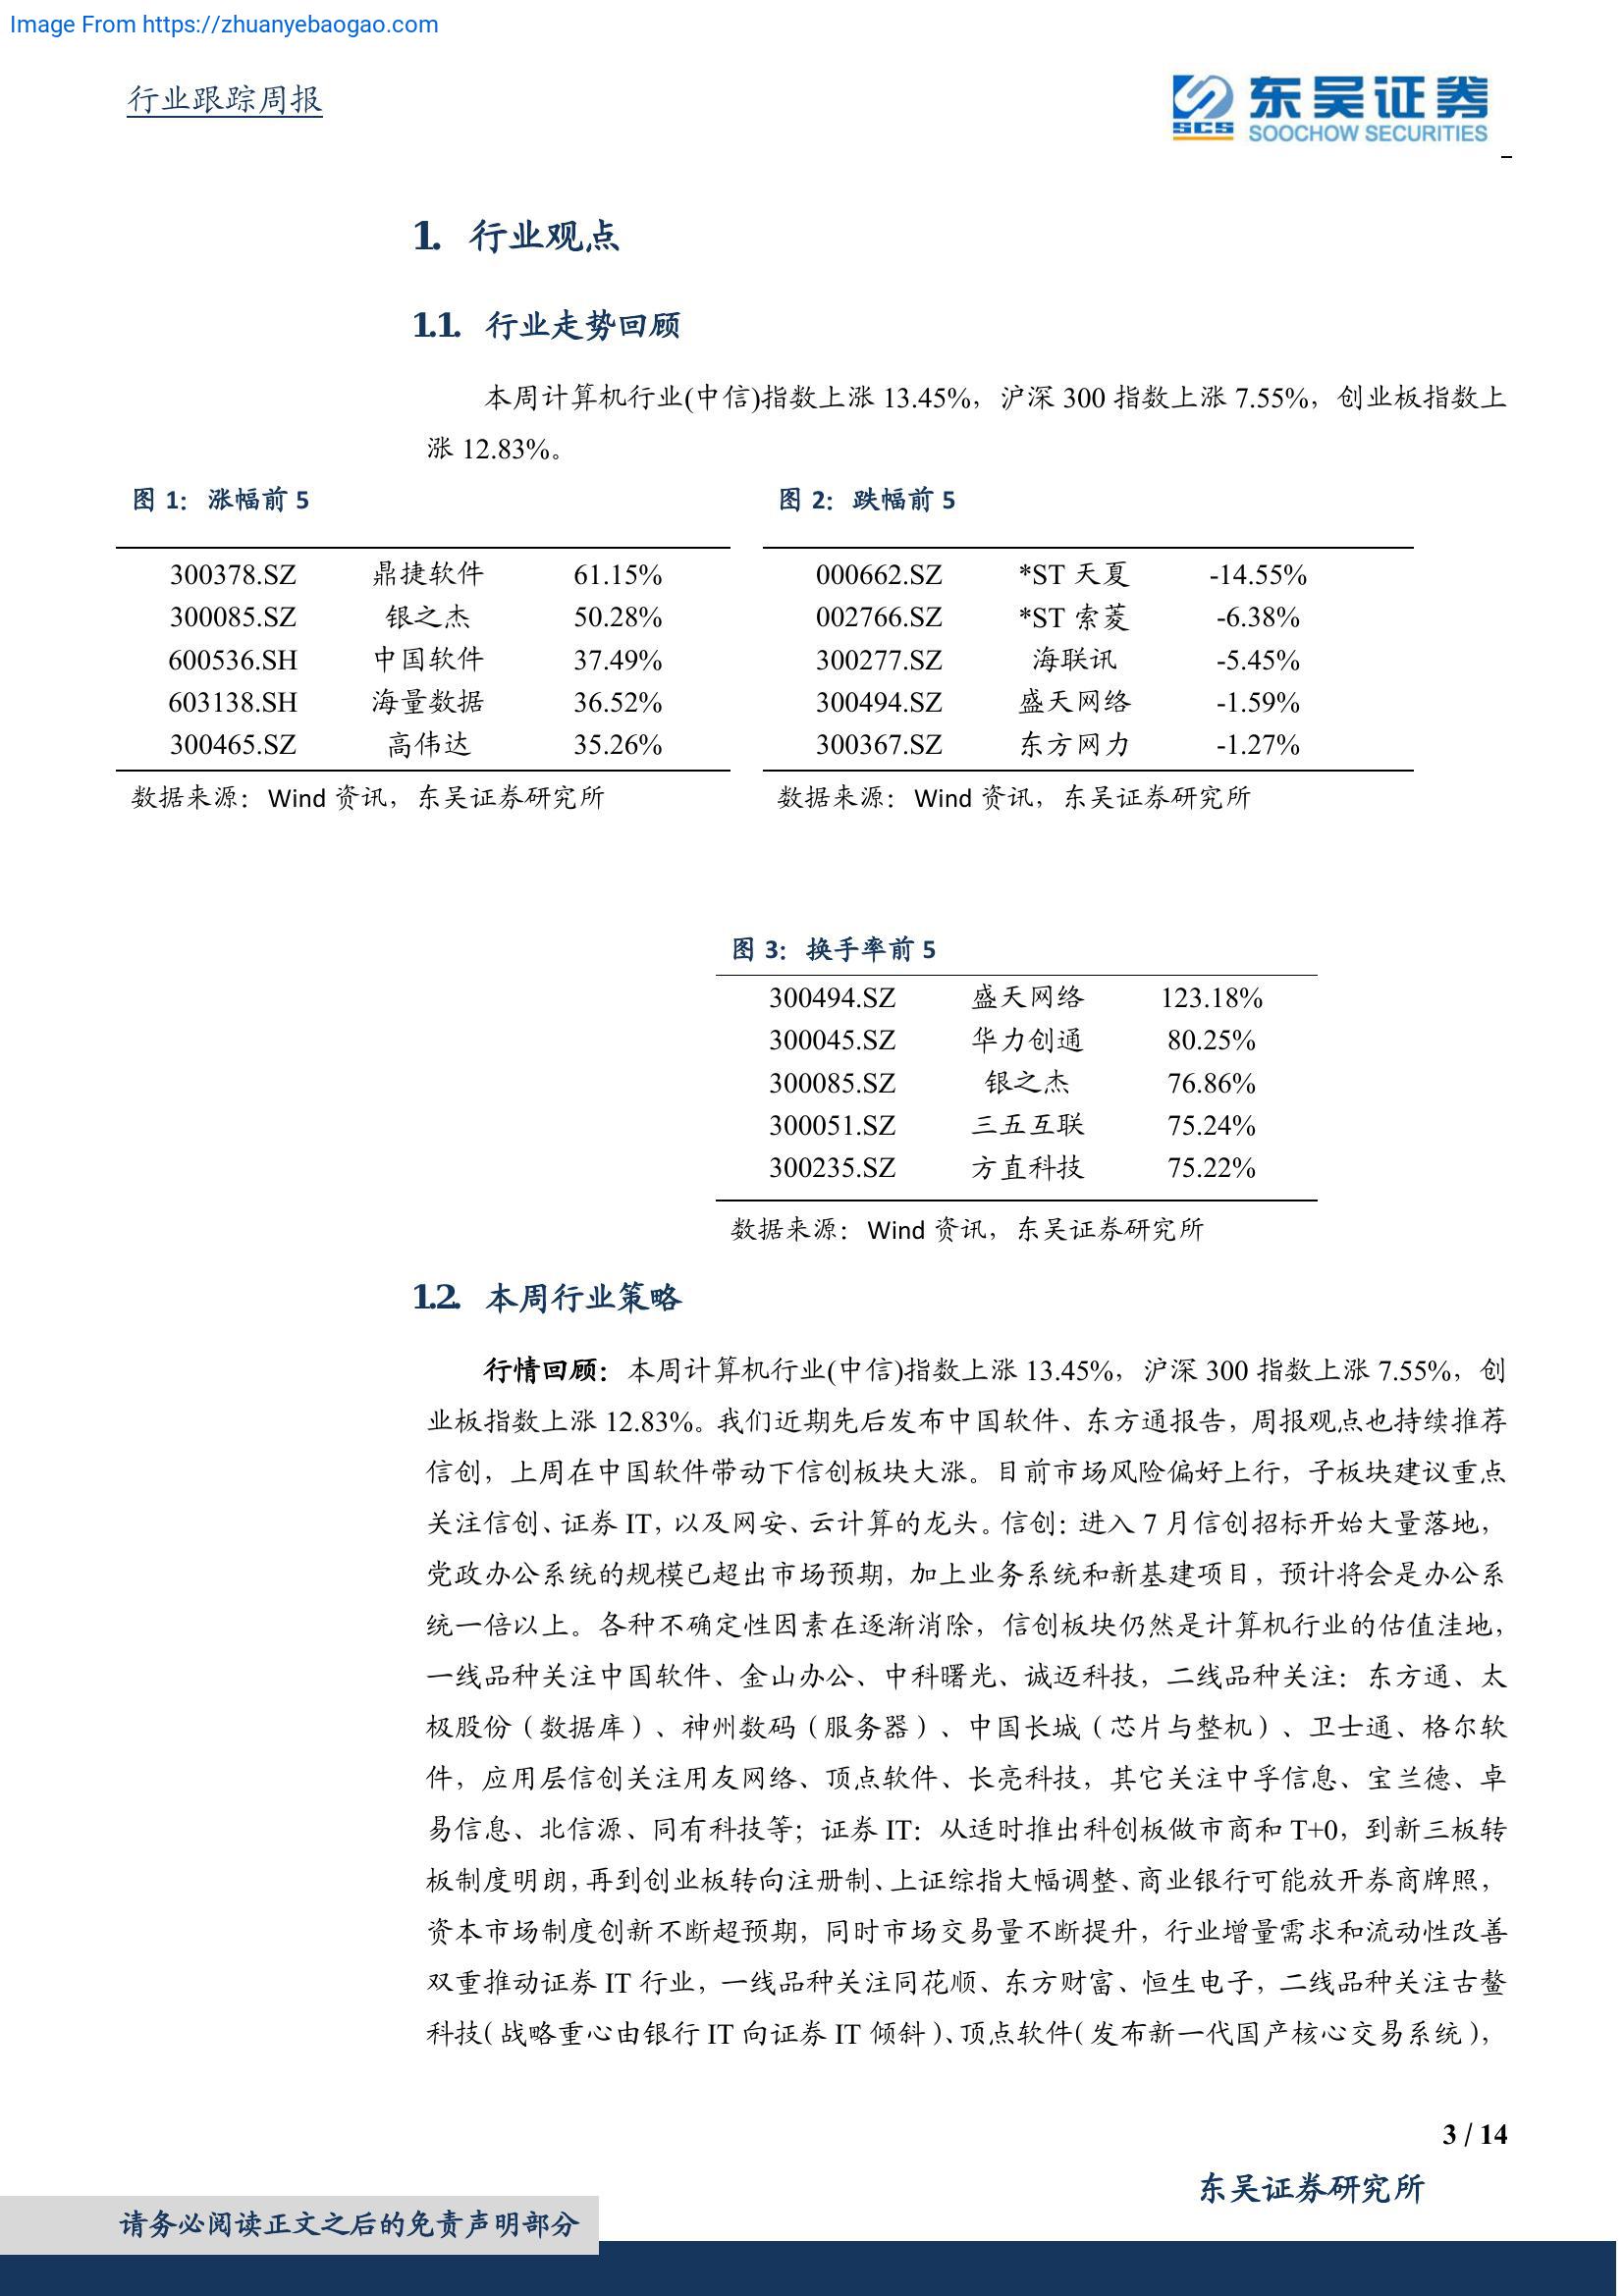 Image From https://zhuanyebaogao.com
行业跟踪周报
东吴证券
SCS
SOOCHOW SECURITIES
1. 行业观点
1.1. 行业走势回顾
本周计算机行业(中信)指数上涨 13.45%，沪深 300 指数上涨 7.55%，创业板指数上
涨 12.83%。
图 1：涨幅前 5
300378.SZ 鼎捷软件 61.15%
300085.SZ 银之杰 50.28%
600536.SH 中国软件 37.49%
603138.SH 海量数据 36.52%
300465.SZ 高伟达 35.26%
数据来源：Wind 资讯，东吴证券研究所
图 2：跌幅前 5
000662.SZ *ST 天夏 -14.55%
002766.SZ *ST 索菱 -6.38%
300277.SZ 海联讯 -5.45%
300494.SZ 盛天网络 -1.59%
300367.SZ 东方网力 -1.27%
数据来源：Wind 资讯，东吴证券研究所
图 3：换手率前 5
300494.SZ 盛天网络 123.18%
300045.SZ 华力创通 80.25%
300085.SZ 银之杰 76.86%
300051.SZ 三五互联 75.24%
300235.SZ 方直科技 75.22%
数据来源：Wind 资讯，东吴证券研究所
1.2. 本周行业策略
行情回顾：本周计算机行业(中信)指数上涨 13.45%，沪深 300 指数上涨 7.55%，创
业板指数上涨 12.83%。我们近期先后发布中国软件、东方通报告，周报观点也持续推荐
信创，上周在中国软件带动下信创板块大涨。目前市场风险偏好上行，子板块建议重点
关注信创、证券 IT，以及网安、云计算的龙头。信创：进入 7 月信创招标开始大量落地，
党政办公系统的规模已超出市场预期，加上业务系统和新基建项目，预计将会是办公系
统一倍以上。各种不确定性因素在逐渐消除，信创板块仍然是计算机行业的估值洼地，
一线品种关注中国软件、金山办公、中科曙光、诚迈科技，二线品种关注：东方通、太
极股份（数据库）、神州数码（服务器）、中国长城（芯片与整机）、卫士通、格尔软
件，应用层信创关注用友网络、顶点软件、长亮科技，其它关注中孚信息、宝兰德、卓
易信息、北信源、同有科技等；证券 IT：从适时推出科创板做市商和 T+0，到新三板转
板制度明朗，再到创业板转向注册制、上证综指大幅调整、商业银行可能放开券商牌照，
资本市场制度创新不断超预期，同时市场交易量不断提升，行业增量需求和流动性改善
双重推动证券 IT 行业，一线品种关注同花顺、东方财富、恒生电子，二线品种关注古鳌
科技（战略重心由银行 IT 向证券 IT 倾斜）、顶点软件（发布新一代国产核心交易系统），
3 / 14
东吴证券研究所
请务必阅读正文之后的免责声明部分